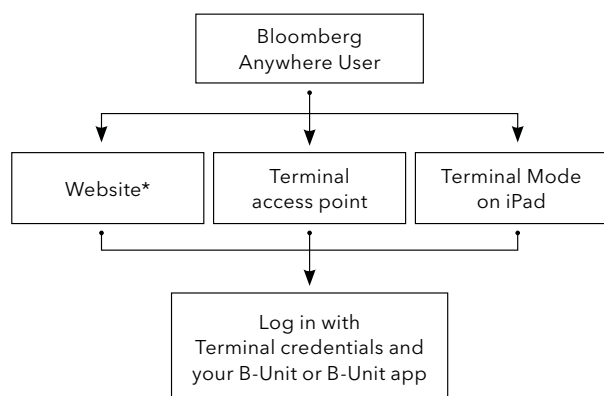 Bloomberg
Anywhere User
Website*
Terminal
access point
Terminal Mode
on iPad
Log in with
Terminal credentials and
your B-Unit or B-Unit app